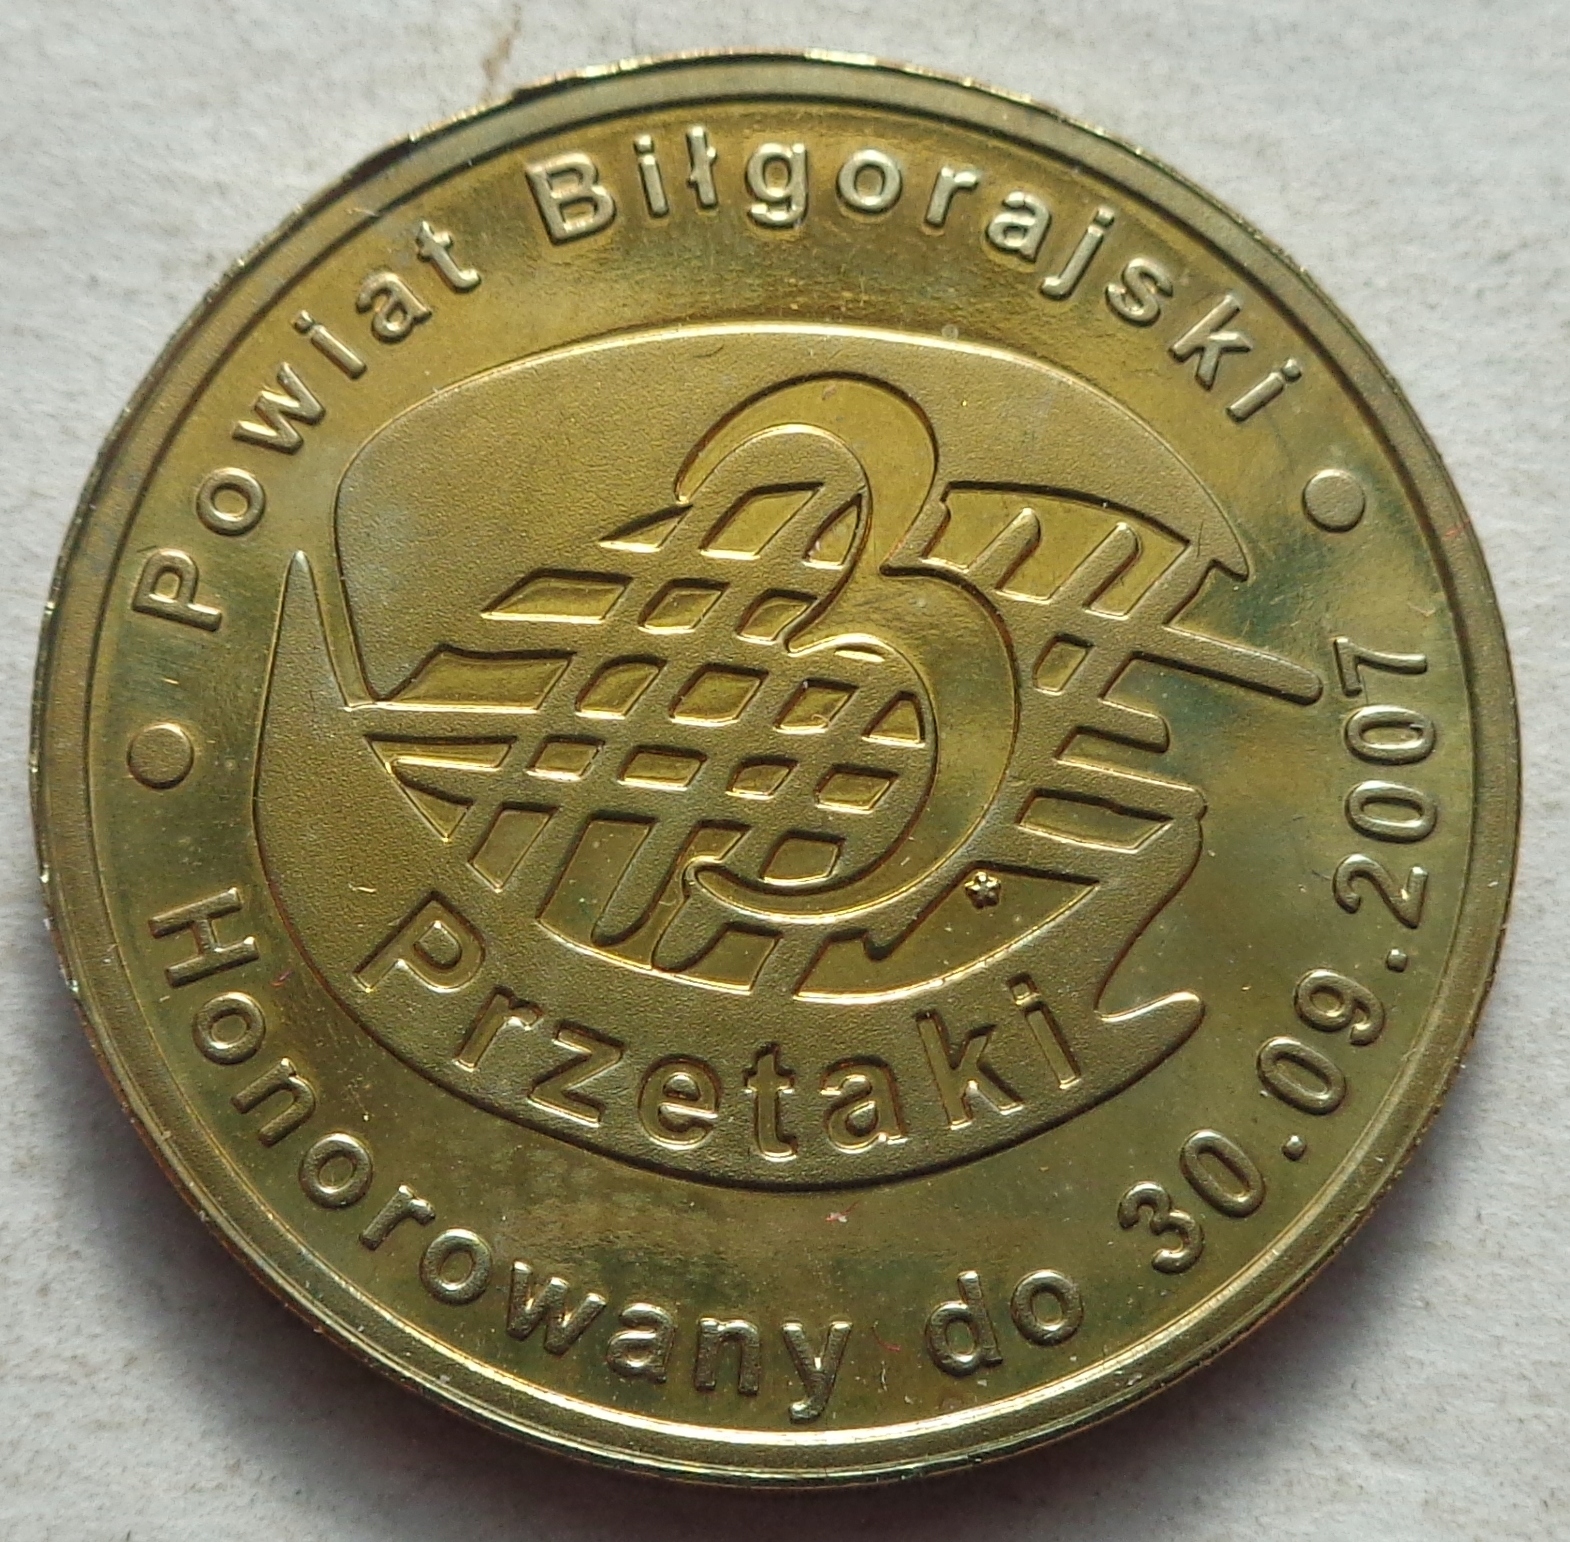 Powiat Biłgorajski
Przetaki
Honorowany do 30.09.2007